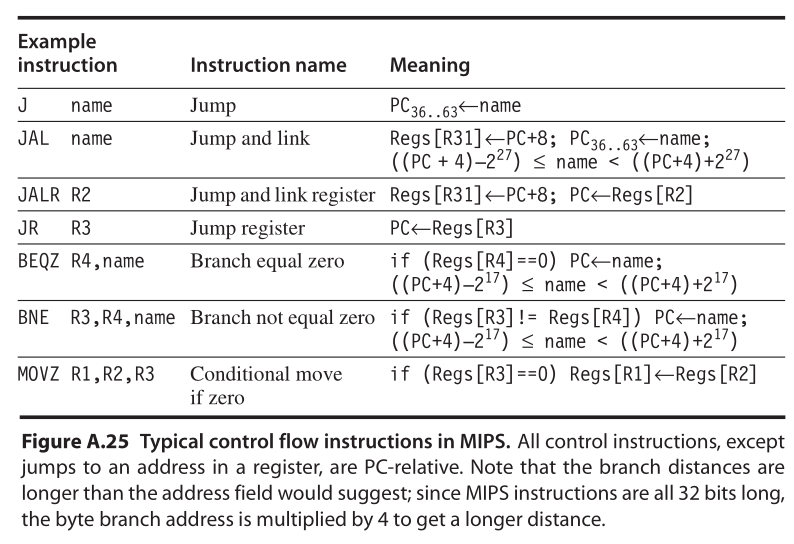 Example
instruction Instruction name Meaning
J name Jump PC36..63←name
JAL name Jump and link Regs[R31]←PC+8; PC36..63←name;
((PC + 4)–2^27) ≤ name < ((PC+4)+2^27)
JALR R2 Jump and link register Regs[R31]←PC+8; PC←Regs[R2]
JR R3 Jump register PC←Regs[R3]
BEQZ R4,name Branch equal zero if (Regs[R4]==0) PC←name;
((PC+4)–2^17) ≤ name < ((PC+4)+2^17)
BNE R3,R4,name Branch not equal zero if (Regs[R3]!= Regs[R4]) PC←name;
((PC+4)–2^17) ≤ name < ((PC+4)+2^17)
MOVZ R1,R2,R3 Conditional move if (Regs[R3]==0) Regs[R1]←Regs[R2]
if zero
Figure A.25 Typical control flow instructions in MIPS. All control instructions, except
jumps to an address in a register, are PC-relative. Note that the branch distances are
longer than the address field would suggest; since MIPS instructions are all 32 bits long,
the byte branch address is multiplied by 4 to get a longer distance.